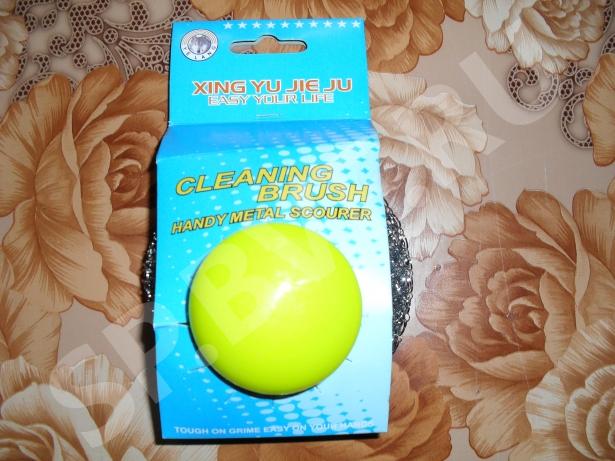 XING YU JIE JU
EASY YOUR LIFE
CLEANING
BRUSH
HANDY METAL SCOURER
TOUGH ON GRIME EASY ON YOUR HANDS